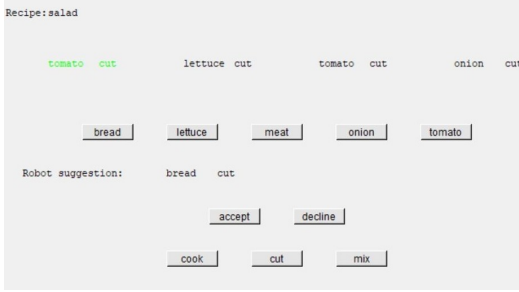 Recipe:salad
tomato cut lettuce cut tomato cut onion cut
bread lettuce meat onion tomato
Robot suggestion: bread cut
accept decline
cook cut mix